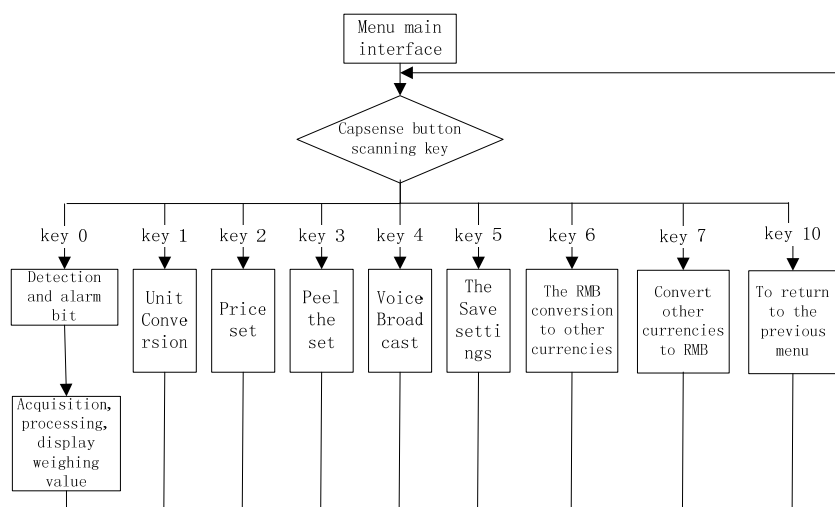 Menu main
interface
Capsense button
scanning key
key 0
key 1
key 2
key 3
key 4
key 5
key 6
key 7
key 10
Detection
and alarm
bit
Unit
Conve
rsion
Price
set
Peel
the
set
Voice
Broad
cast
The
Save
setti
ngs
The RMB
conversion
to other
currencies
Convert
other
currencies
to RMB
To return
to the
previous
menu
Acquisition,
processing,
display
weighing
value